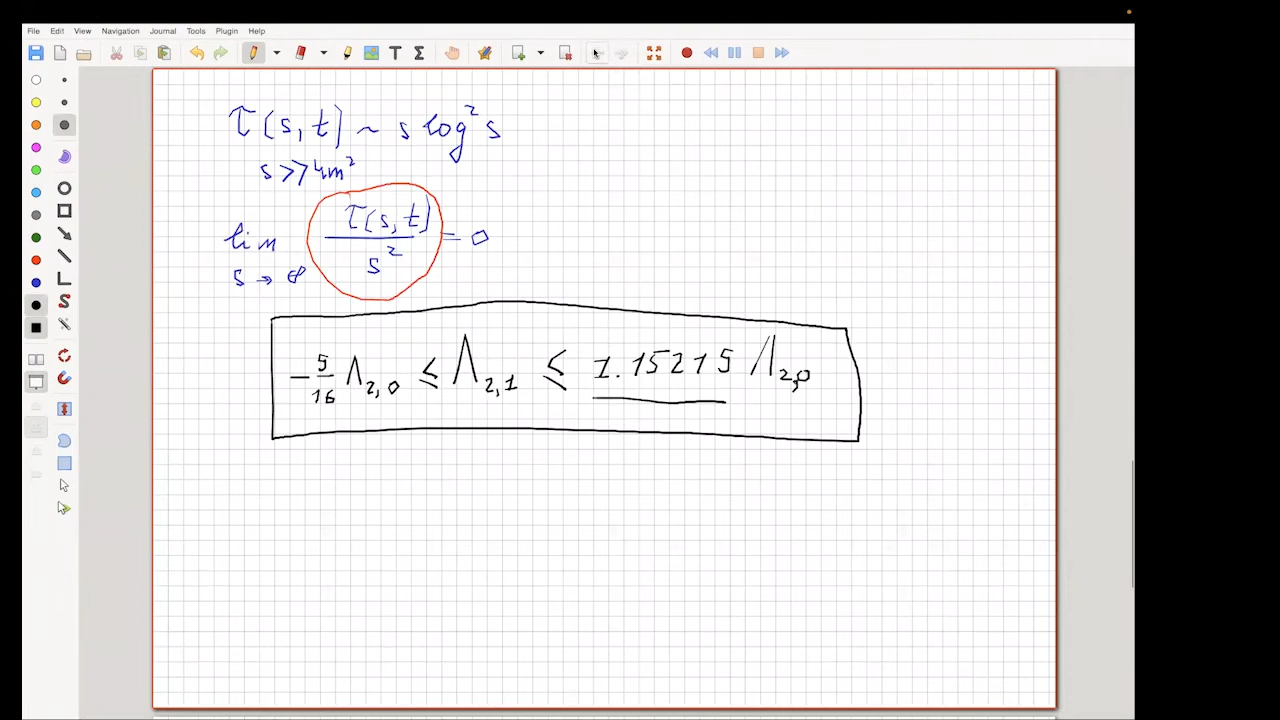 File Edit View Navigation Journal Tools Plugin Help
T(s,t) ~ s log² s
s >> 4m²
lim T(s,t)/s² = 0
s → ∞
-5/16 Λ₂,₀ ≤ Λ₂,₁ ≤ 1.15215 Λ₂,₀